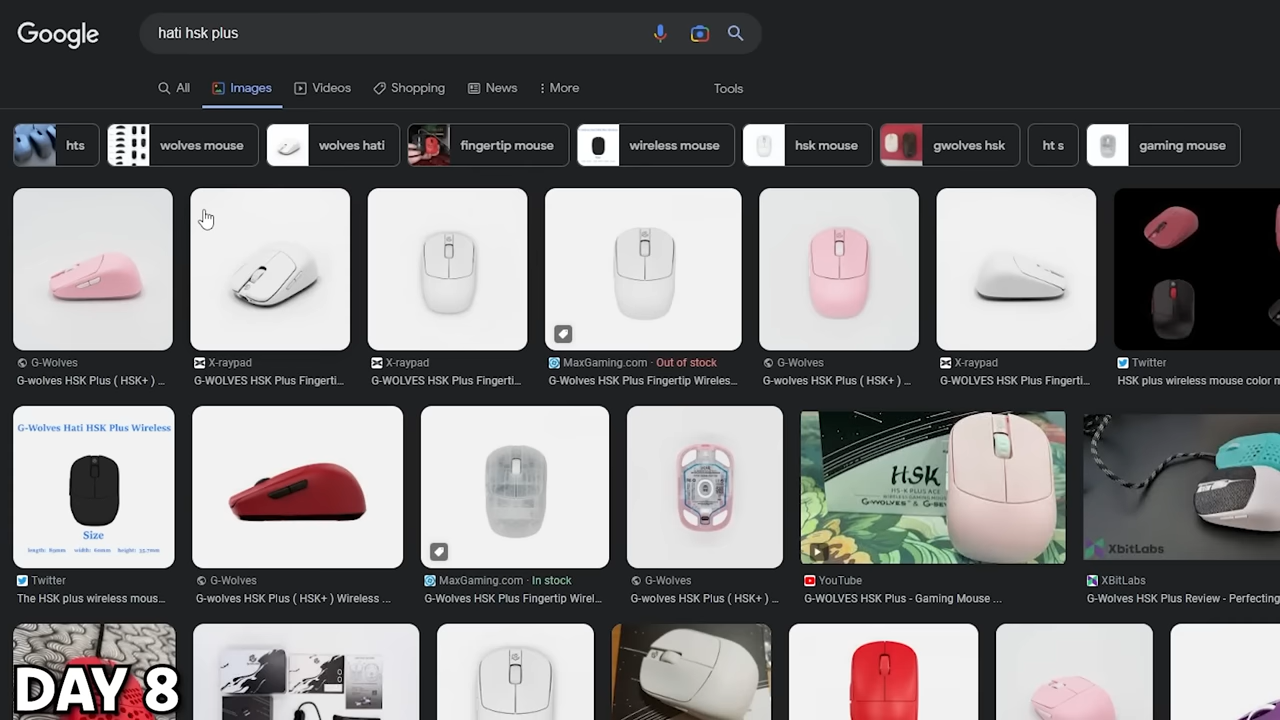 Google
hati hsk plus
All
Images
Videos
Shopping
News
More
Tools
hts
wolves mouse
wolves hati
fingertip mouse
wireless mouse
hsk mouse
gwolves hsk
ht s
gaming mouse
G-Wolves
G-wolves HSK Plus ( HSK+ ) ...
X-raypad
G-WOLVES HSK Plus Fingerti...
X-raypad
G-WOLVES HSK Plus Fingerti...
MaxGaming.com · Out of stock
G-Wolves HSK Plus Fingertip Wireles...
G-Wolves
G-wolves HSK Plus ( HSK+ ) ...
X-raypad
G-WOLVES HSK Plus Fingerti...
Twitter
HSK plus wireless mouse color m
G-Wolves Hati HSK Plus Wireless
Size
HSK
HS-K PLUS ACE
XbitLabs
Twitter
The HSK plus wireless mous...
G-Wolves
G-wolves HSK Plus ( HSK+ ) Wireless ...
MaxGaming.com · In stock
G-Wolves HSK Plus Fingertip Wirel...
G-Wolves
G-wolves HSK Plus ( HSK+ ) ...
YouTube
G-WOLVES HSK Plus - Gaming Mouse ...
XBitLabs
G-Wolves HSK Plus Review - Perfecting
DAY 8